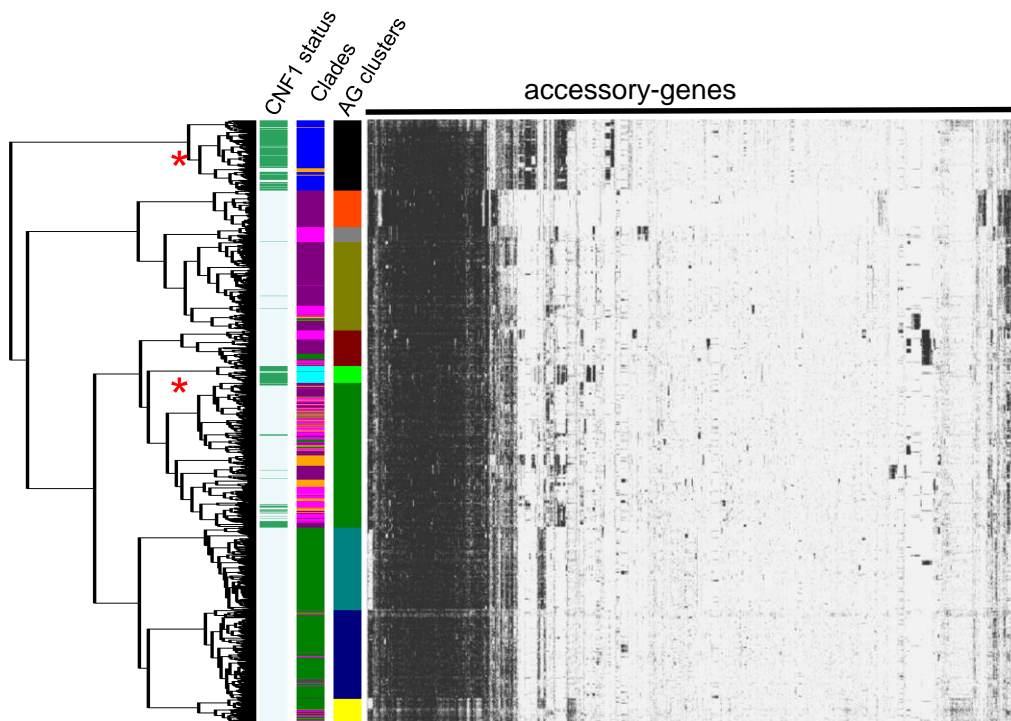 CNF1 status
Clades
AG clusters
accessory-genes
*
*